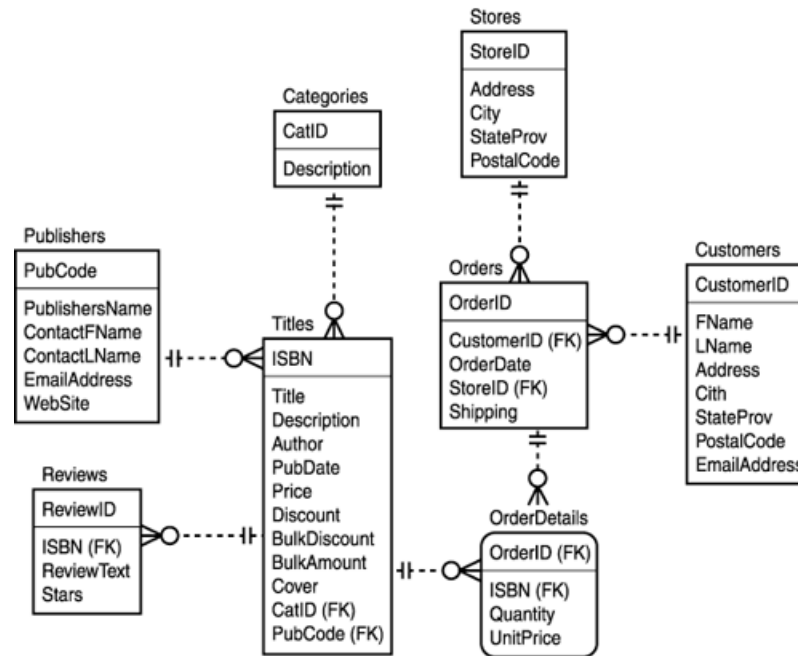 Stores
StoreID
Address
City
StateProv
PostalCode
Categories
CatID
Description
Publishers
PubCode
PublishersName
ContactFName
ContactLName
EmailAddress
WebSite
Titles
ISBN
Title
Description
Author
PubDate
Price
Discount
BulkDiscount
BulkAmount
Cover
CatID (FK)
PubCode (FK)
Orders
OrderID
CustomerID (FK)
OrderDate
StoreID (FK)
Shipping
Customers
CustomerID
FName
LName
Address
Cith
StateProv
PostalCode
EmailAddress
Reviews
ReviewID
ISBN (FK)
ReviewText
Stars
OrderDetails
OrderID (FK)
ISBN (FK)
Quantity
UnitPrice